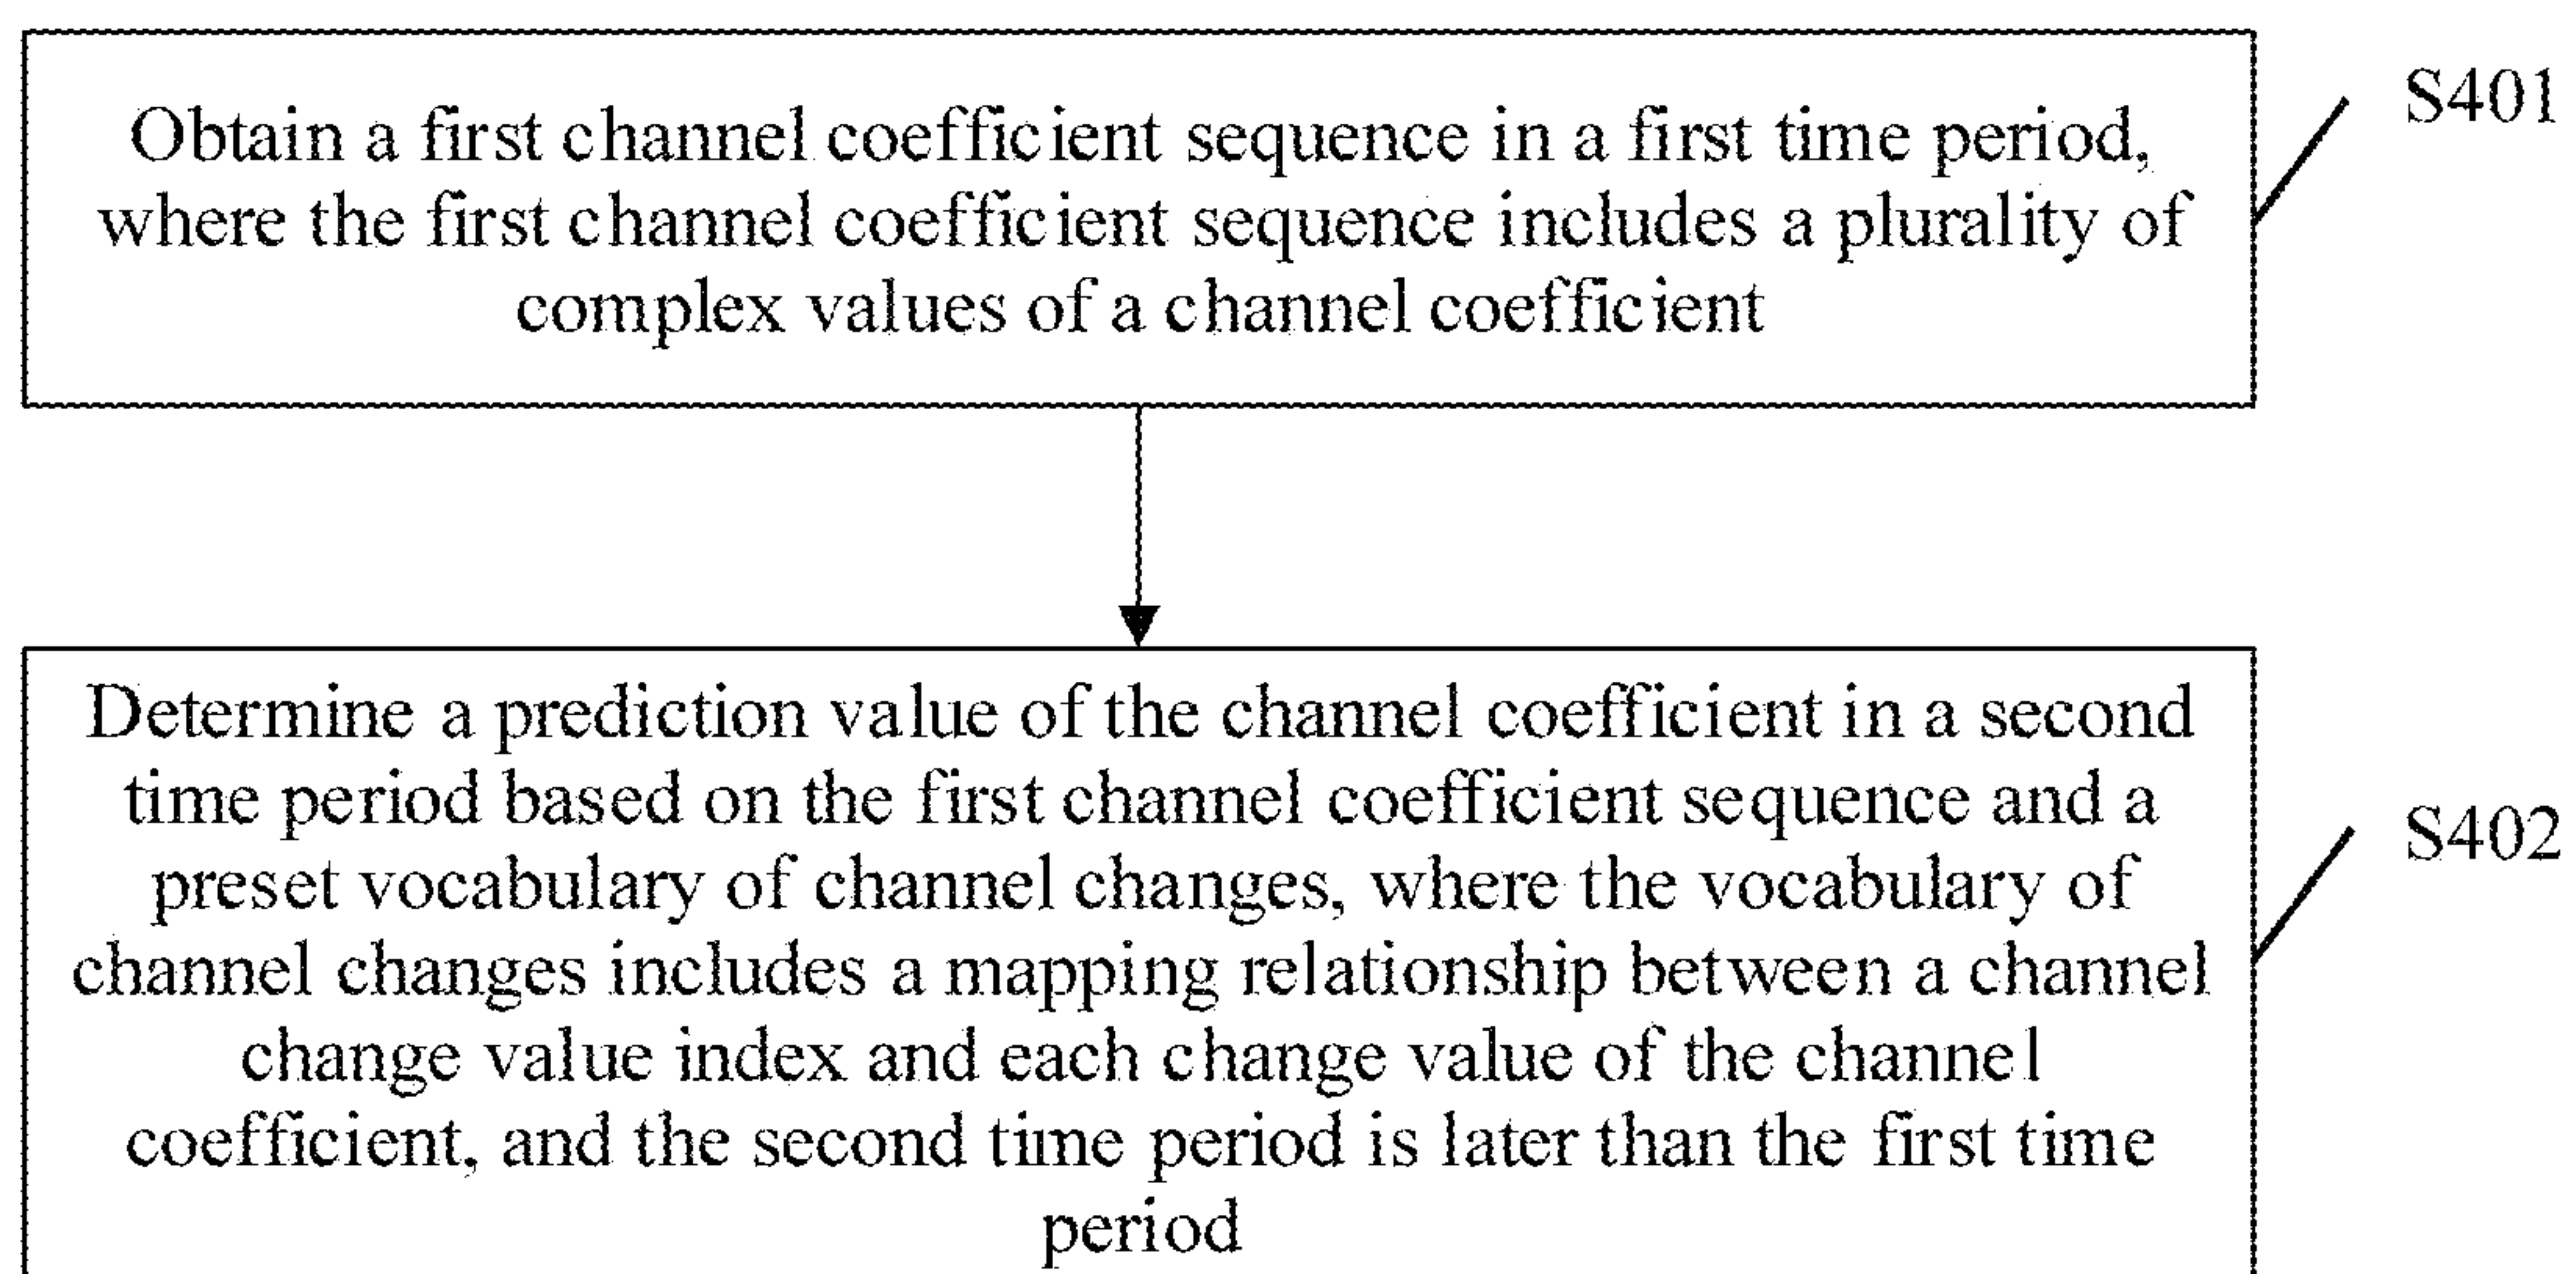 Obtain a first channel coefficient sequence in a first time period,
where the first channel coefficient sequence includes a plurality of
complex values of a channel coefficient
S401
Determine a prediction value of the channel coefficient in a second
time period based on the first channel coefficient sequence and a
preset vocabulary of channel changes, where the vocabulary of
channel changes includes a mapping relationship between a channel
change value index and each change value of the channel
coefficient, and the second time period is later than the first time
period
S402